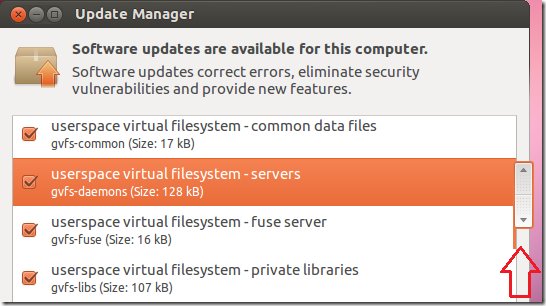 Update Manager
Software updates are available for this computer.
Software updates correct errors, eliminate security
vulnerabilities and provide new features.
userspace virtual filesystem - common data files
gvfs-common (Size: 17 kB)
userspace virtual filesystem - servers
gvfs-daemons (Size: 128 kB)
userspace virtual filesystem - fuse server
gvfs-fuse (Size: 16 kB)
userspace virtual filesystem - private libraries
gvfs-libs (Size: 107 kB)